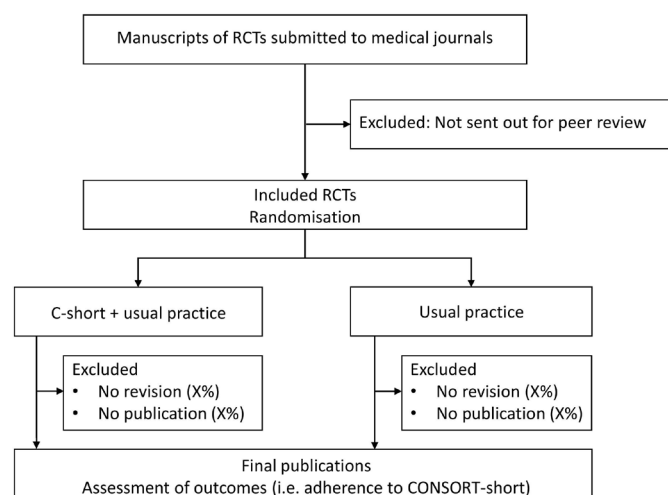 Manuscripts of RCTs submitted to medical journals
Excluded: Not sent out for peer review
Included RCTs
Randomisation
C-short + usual practice
Usual practice
Excluded
• No revision (X%)
• No publication (X%)
Excluded
• No revision (X%)
• No publication (X%)
Final publications
Assessment of outcomes (i.e. adherence to CONSORT-short)